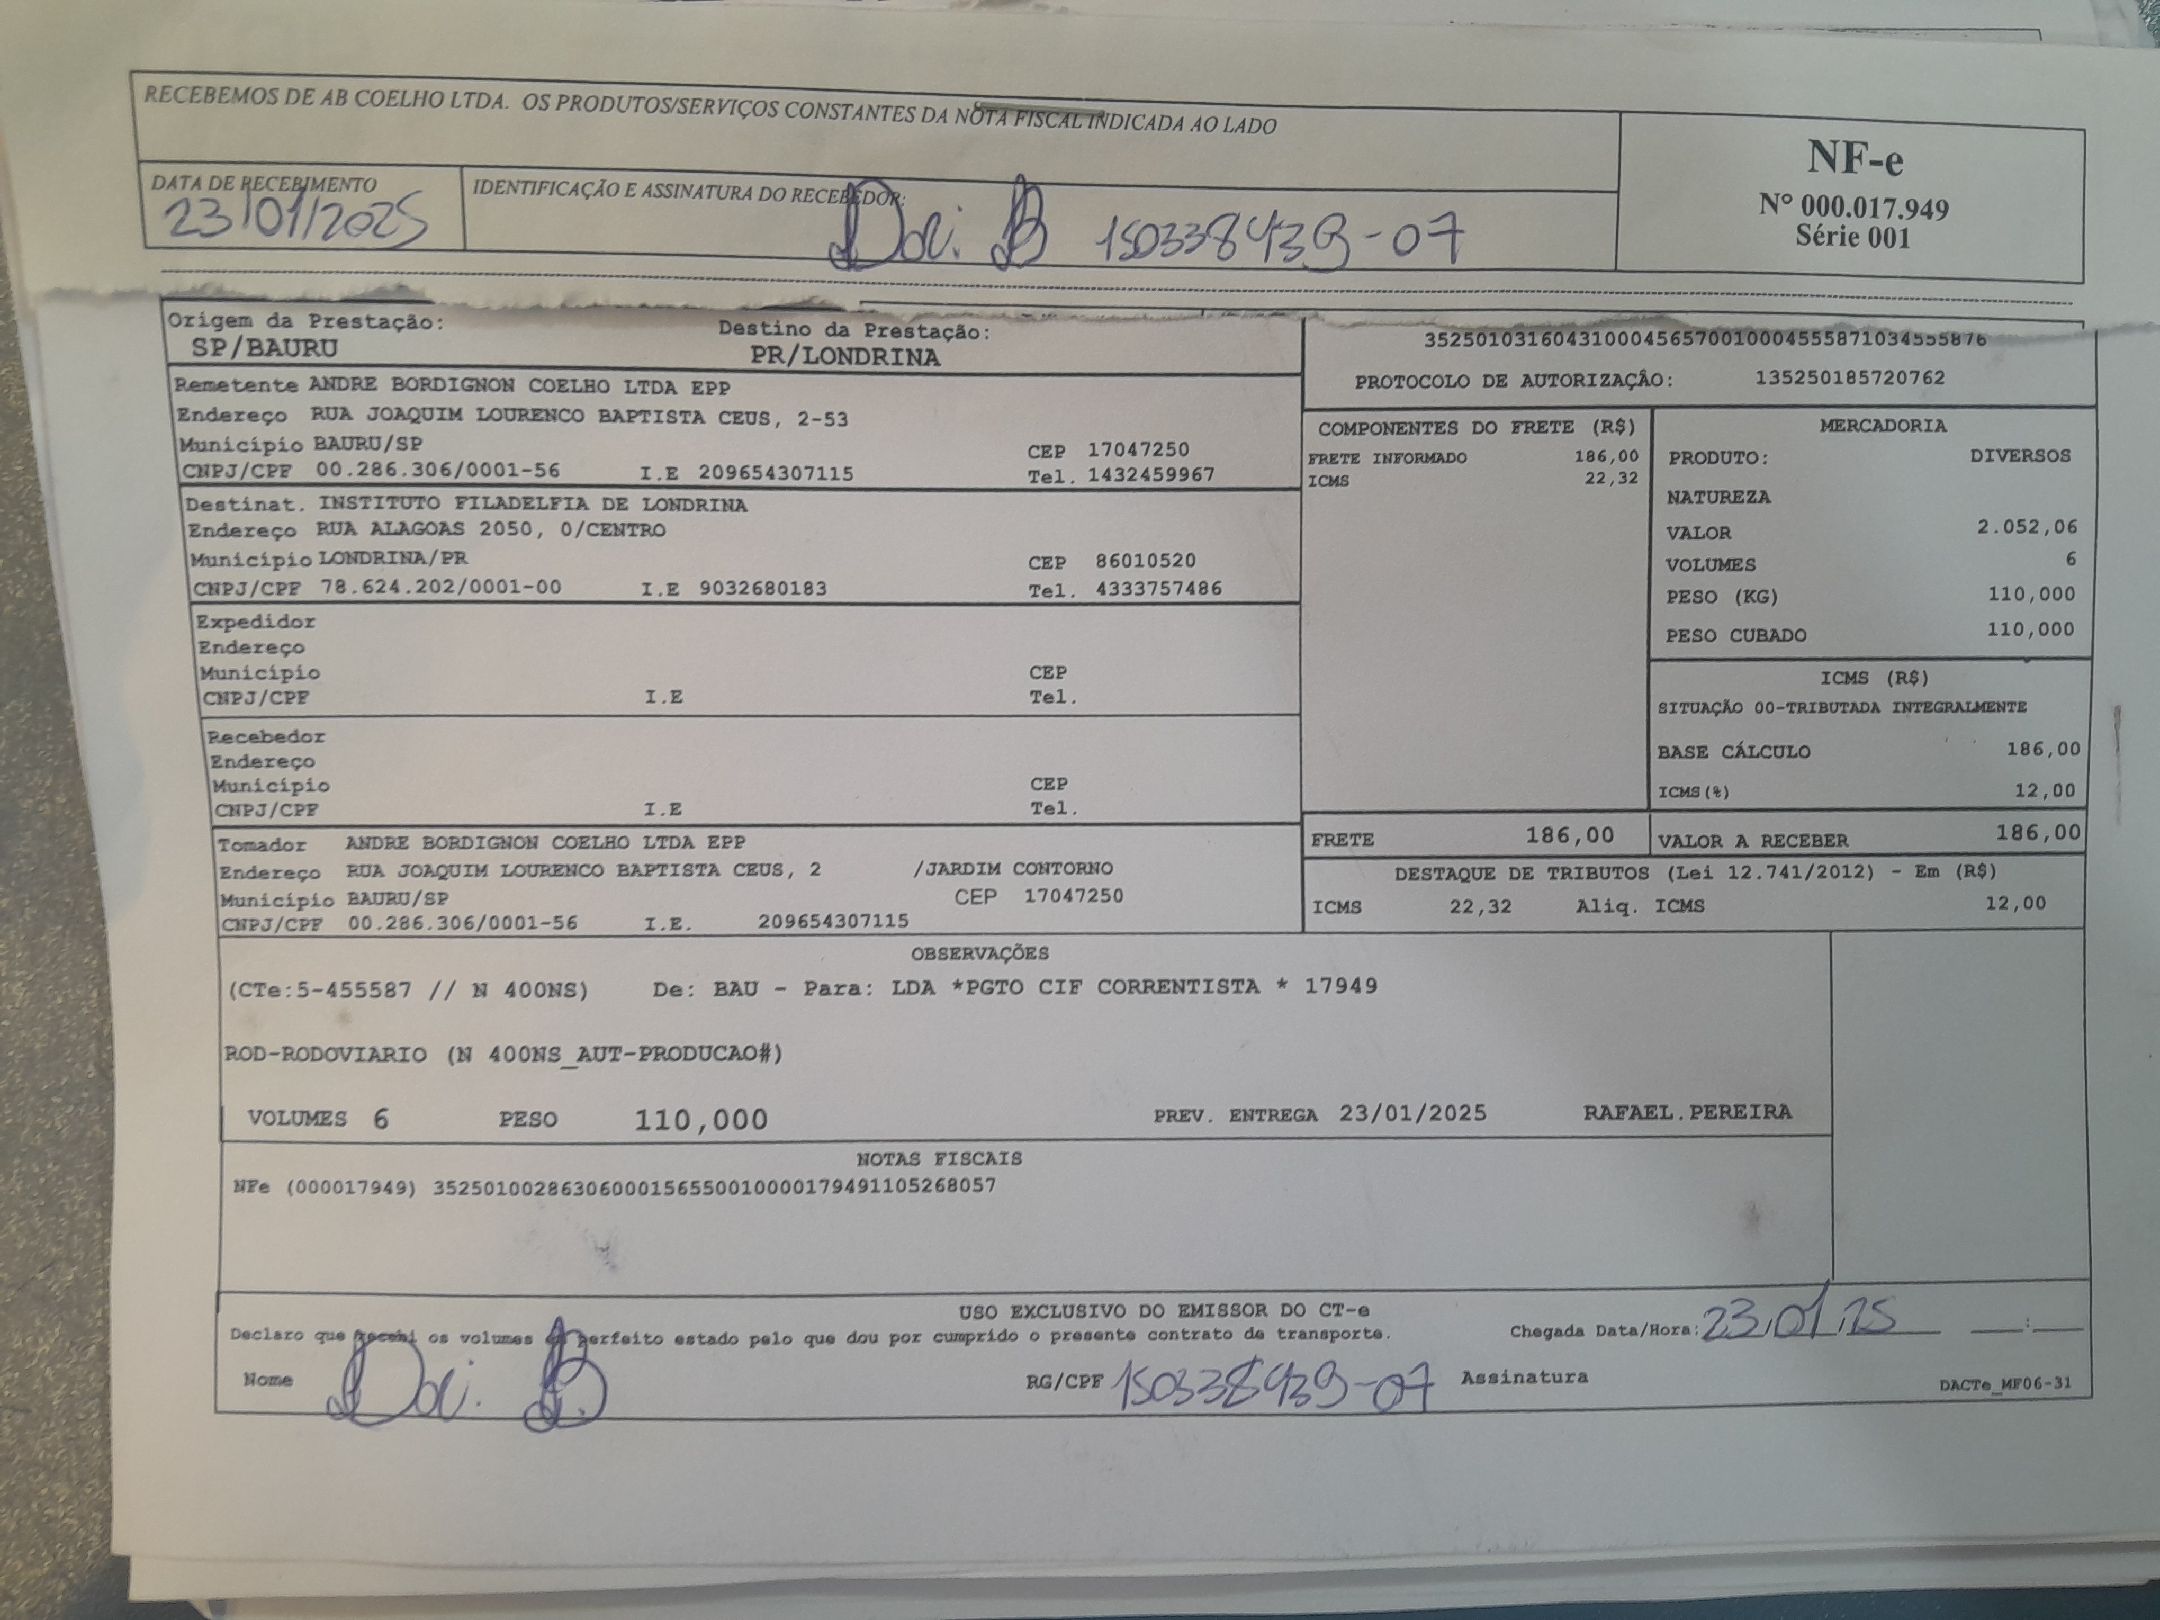 RECEBEMOS DE AB COELHO LTDA. OS PRODUTOS/SERVIÇOS CONSTANTES DA NOTA FISCAL INDICADA AO LADO
NF-e
Nº 000.017.949
Série 001
DATA DE RECEBIMENTO
23/01/2025
IDENTIFICAÇÃO E ASSINATURA DO RECEBEDOR:
150338439-07
Origem da Prestação:
SP/BAURU
Destino da Prestação:
PR/LONDRINA
35250103160431000456570010004555871034555876
PROTOCOLO DE AUTORIZAÇÃO: 135250185720762
Remetente ANDRE BORDIGNON COELHO LTDA EPP
Endereço RUA JOAQUIM LOURENCO BAPTISTA CEUS, 2-53
Município BAURU/SP CEP 17047250
CNPJ/CPF 00.286.306/0001-56 I.E 209654307115 Tel. 1432459967
Destinat. INSTITUTO FILADELFIA DE LONDRINA
Endereço RUA ALAGOAS 2050, 0/CENTRO
Município LONDRINA/PR CEP 86010520
CNPJ/CPF 78.624.202/0001-00 I.E 9032680183 Tel. 4333757486
Expedidor
Endereço
Município CEP
CNPJ/CPF I.E Tel.
Recebedor
Endereço
Município CEP
CNPJ/CPF I.E Tel.
Tomador ANDRE BORDIGNON COELHO LTDA EPP
Endereço RUA JOAQUIM LOURENCO BAPTISTA CEUS, 2 /JARDIM CONTORNO
Município BAURU/SP CEP 17047250
CNPJ/CPF 00.286.306/0001-56 I.E. 209654307115
COMPONENTES DO FRETE (R$)
FRETE INFORMADO 186,00
ICMS 22,32
MERCADORIA
PRODUTO: DIVERSOS
NATUREZA
VALOR 2.052,06
VOLUMES 6
PESO (KG) 110,000
PESO CUBADO 110,000
ICMS (R$)
SITUAÇÃO 00-TRIBUTADA INTEGRALMENTE
BASE CÁLCULO 186,00
ICMS(%) 12,00
FRETE 186,00 VALOR A RECEBER 186,00
DESTAQUE DE TRIBUTOS (Lei 12.741/2012) - Em (R$)
ICMS 22,32 Aliq. ICMS 12,00
OBSERVAÇÕES
(CTe:5-455587 // N 400NS) De: BAU - Para: LDA *PGTO CIF CORRENTISTA * 17949
ROD-RODOVIARIO (N 400NS_AUT-PRODUCAO#)
VOLUMES 6 PESO 110,000 PREV. ENTREGA 23/01/2025 RAFAEL.PEREIRA
NOTAS FISCAIS
NFe (000017949) 35250100286306000156550010000179491105268057
USO EXCLUSIVO DO EMISSOR DO CT-e
Declaro que recebi os volumes em perfeito estado pelo que dou por cumprido o presente contrato de transporte.
Chegada Data/Hora: 23/01/25 __:__
Nome RG/CPF 150338439-07 Assinatura
DACTe_MF06-31